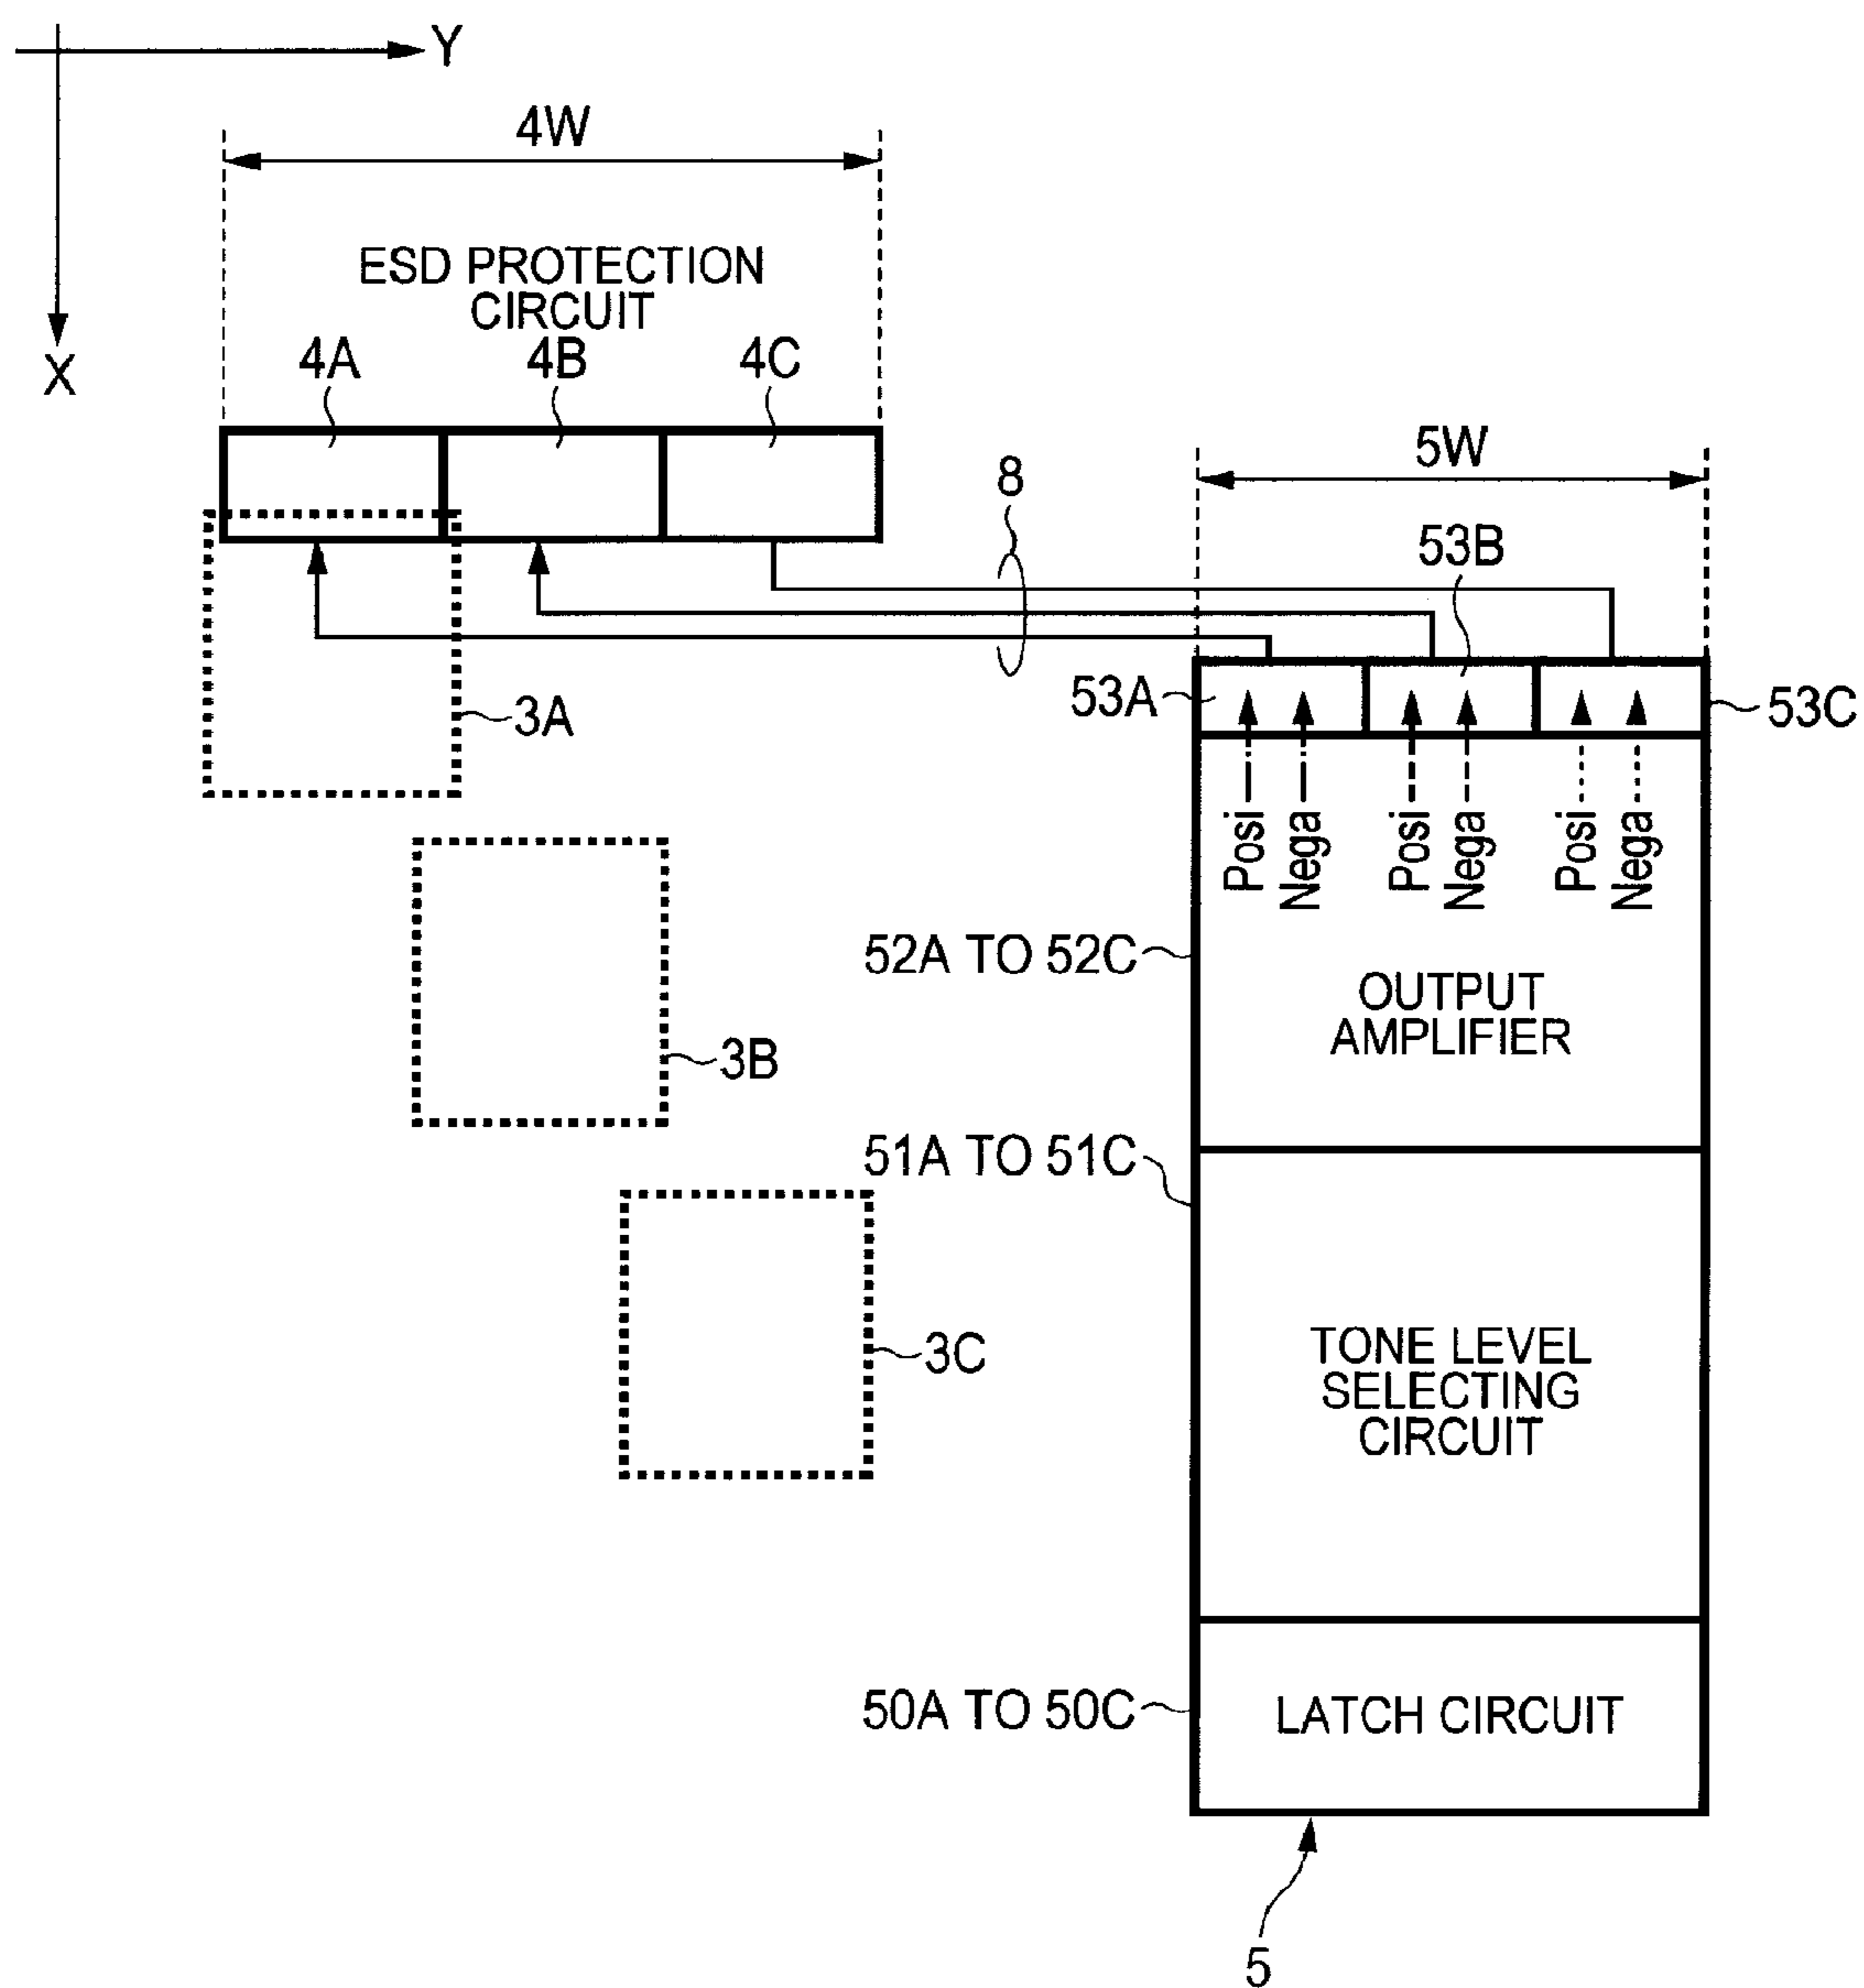 Y
X
4W
ESD PROTECTION
CIRCUIT
4A
4B
4C
8
5W
53B
53A
53C
3A
Posi
Nega
Posi
Nega
Posi
Nega
52A TO 52C
OUTPUT
AMPLIFIER
3B
51A TO 51C
TONE LEVEL
SELECTING
CIRCUIT
3C
50A TO 50C
LATCH CIRCUIT
5